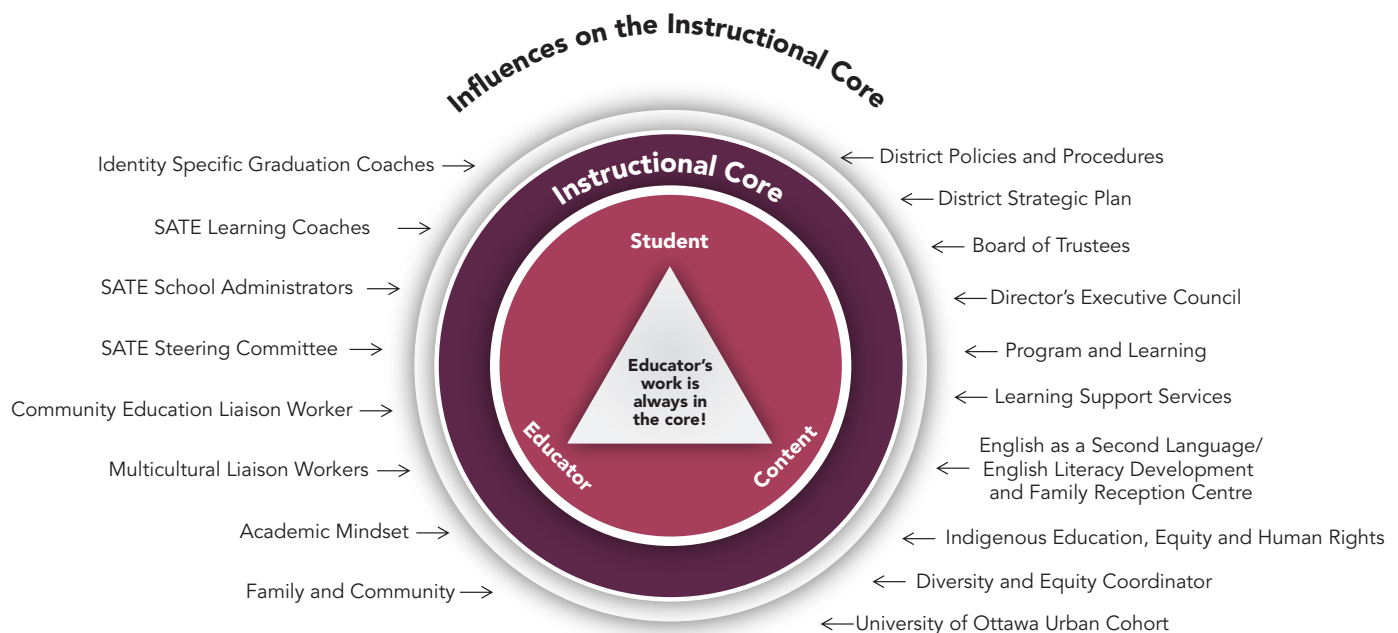 Influences on the Instructional Core
Identity Specific Graduation Coaches
SATE Learning Coaches
SATE School Administrators
SATE Steering Committee
Community Education Liaison Worker
Multicultural Liaison Workers
Academic Mindset
Family and Community
Instructional Core
Student
Educator's
work is
always in
the core!
Educator
Content
District Policies and Procedures
District Strategic Plan
Board of Trustees
Director's Executive Council
Program and Learning
Learning Support Services
English as a Second Language/
English Literacy Development
and Family Reception Centre
Indigenous Education, Equity and Human Rights
Diversity and Equity Coordinator
University of Ottawa Urban Cohort